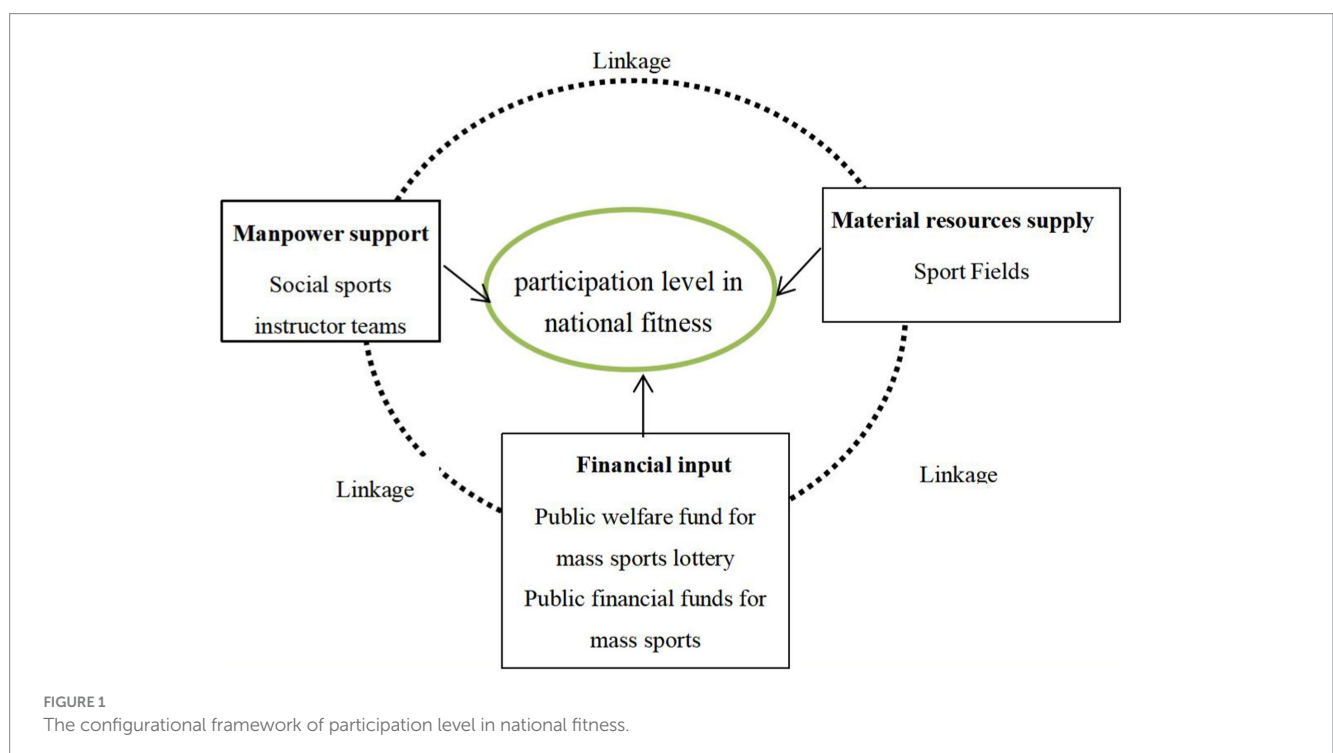 Linkage
Manpower support
Social sports
instructor teams
participation level in
national fitness
Material resources supply
Sport Fields
Linkage
Financial input
Public welfare fund for
mass sports lottery
Public financial funds for
mass sports
Linkage
FIGURE 1
The configurational framework of participation level in national fitness.